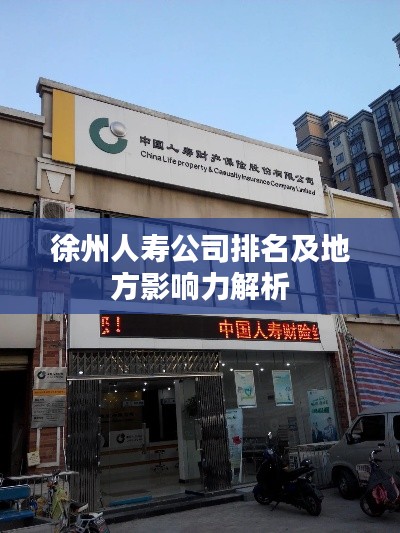 中国人寿财产保险股份有限公司
China Life property & Casualty Insurance Company Limited
徐州人寿公司排名及地
方影响力解析
！ 中国人寿财险